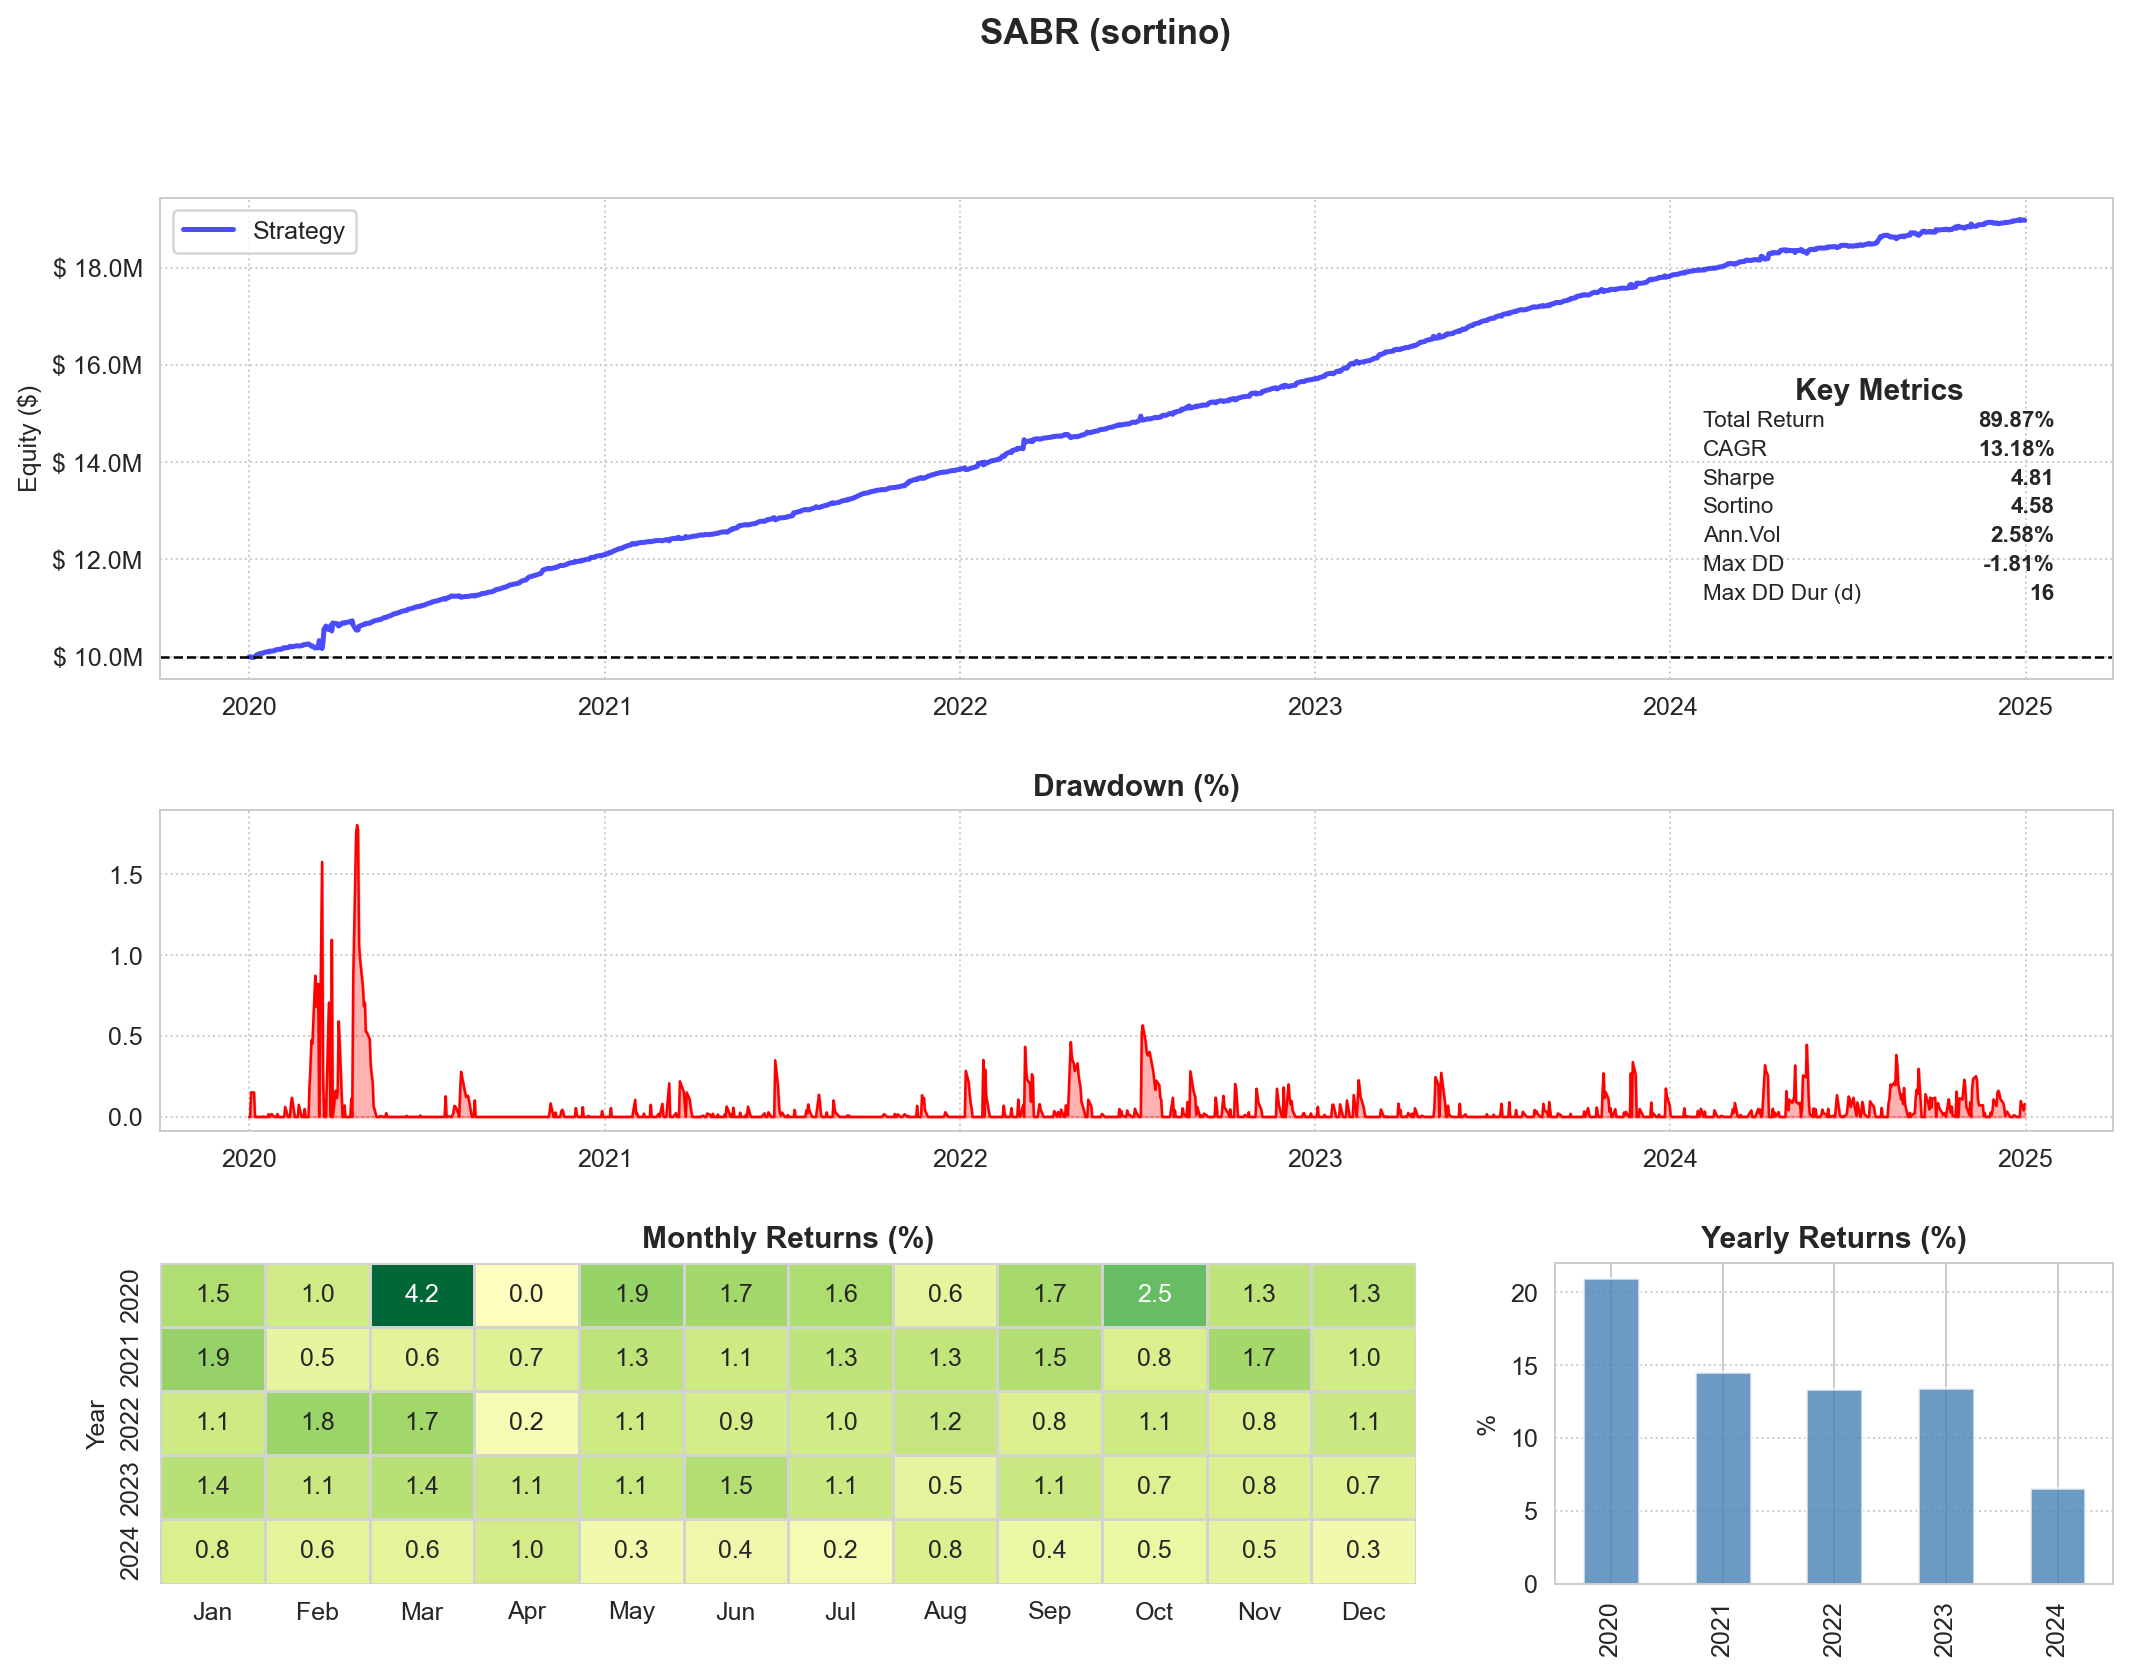 SABR (sortino)
Strategy
Equity ($)
$ 18.0M
$ 16.0M
$ 14.0M
$ 12.0M
$ 10.0M
Key Metrics
Total Return 89.87%
CAGR 13.18%
Sharpe 4.81
Sortino 4.58
Ann.Vol 2.58%
Max DD -1.81%
Max DD Dur (d) 16
2020 2021 2022 2023 2024 2025
Drawdown (%)
1.5
1.0
0.5
0.0
2020 2021 2022 2023 2024 2025
Monthly Returns (%)
Year
2020 1.5 1.0 4.2 0.0 1.9 1.7 1.6 0.6 1.7 2.5 1.3 1.3
2021 1.9 0.5 0.6 0.7 1.3 1.1 1.3 1.3 1.5 0.8 1.7 1.0
2022 1.1 1.8 1.7 0.2 1.1 0.9 1.0 1.2 0.8 1.1 0.8 1.1
2023 1.4 1.1 1.4 1.1 1.1 1.5 1.1 0.5 1.1 0.7 0.8 0.7
2024 0.8 0.6 0.6 1.0 0.3 0.4 0.2 0.8 0.4 0.5 0.5 0.3
Jan Feb Mar Apr May Jun Jul Aug Sep Oct Nov Dec
Yearly Returns (%)
%
20
15
10
5
0
2020 2021 2022 2023 2024